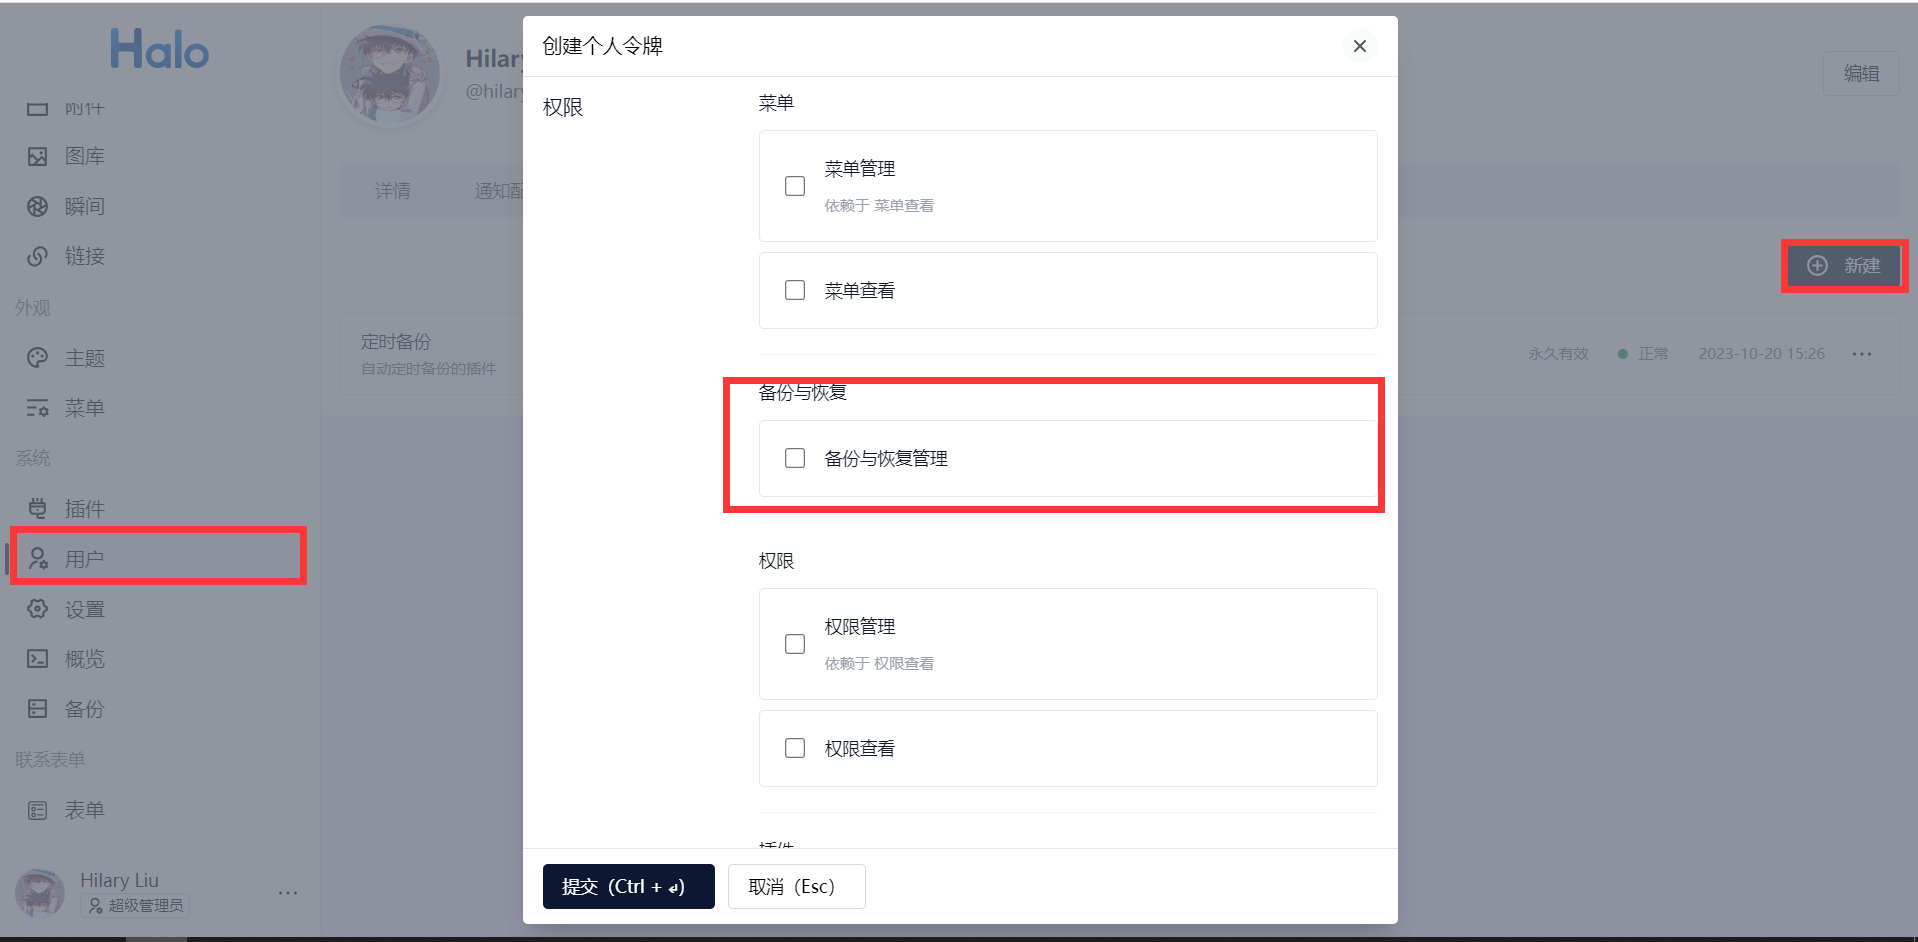 Halo
附件
图库
瞬间
链接
外观
主题
菜单
系统
插件
用户
设置
概览
备份
联系表单
表单
Hilary Liu
超级管理员
Hilary
@hilary
编辑
详情
通知配
新建
定时备份
自动定时备份的插件
永久有效
正常
2023-10-20 15:26
创建个人令牌
权限
菜单
菜单管理
依赖于 菜单查看
菜单查看
备份与恢复
备份与恢复管理
权限
权限管理
依赖于 权限查看
权限查看
插件
提交（Ctrl + ↲）
取消（Esc）